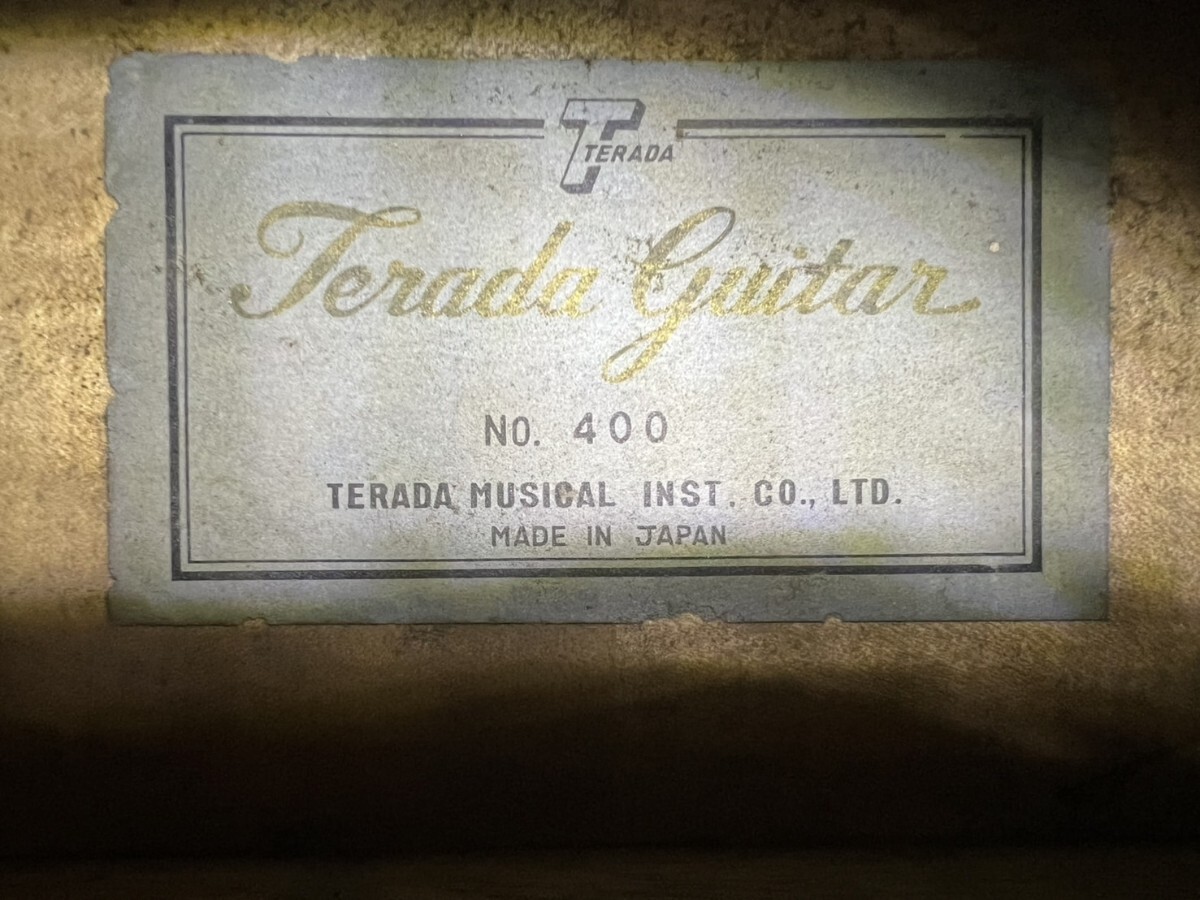 TERADA
Terada Guitar
NO. 400
TERADA MUSICAL INST. CO., LTD.
MADE IN JAPAN